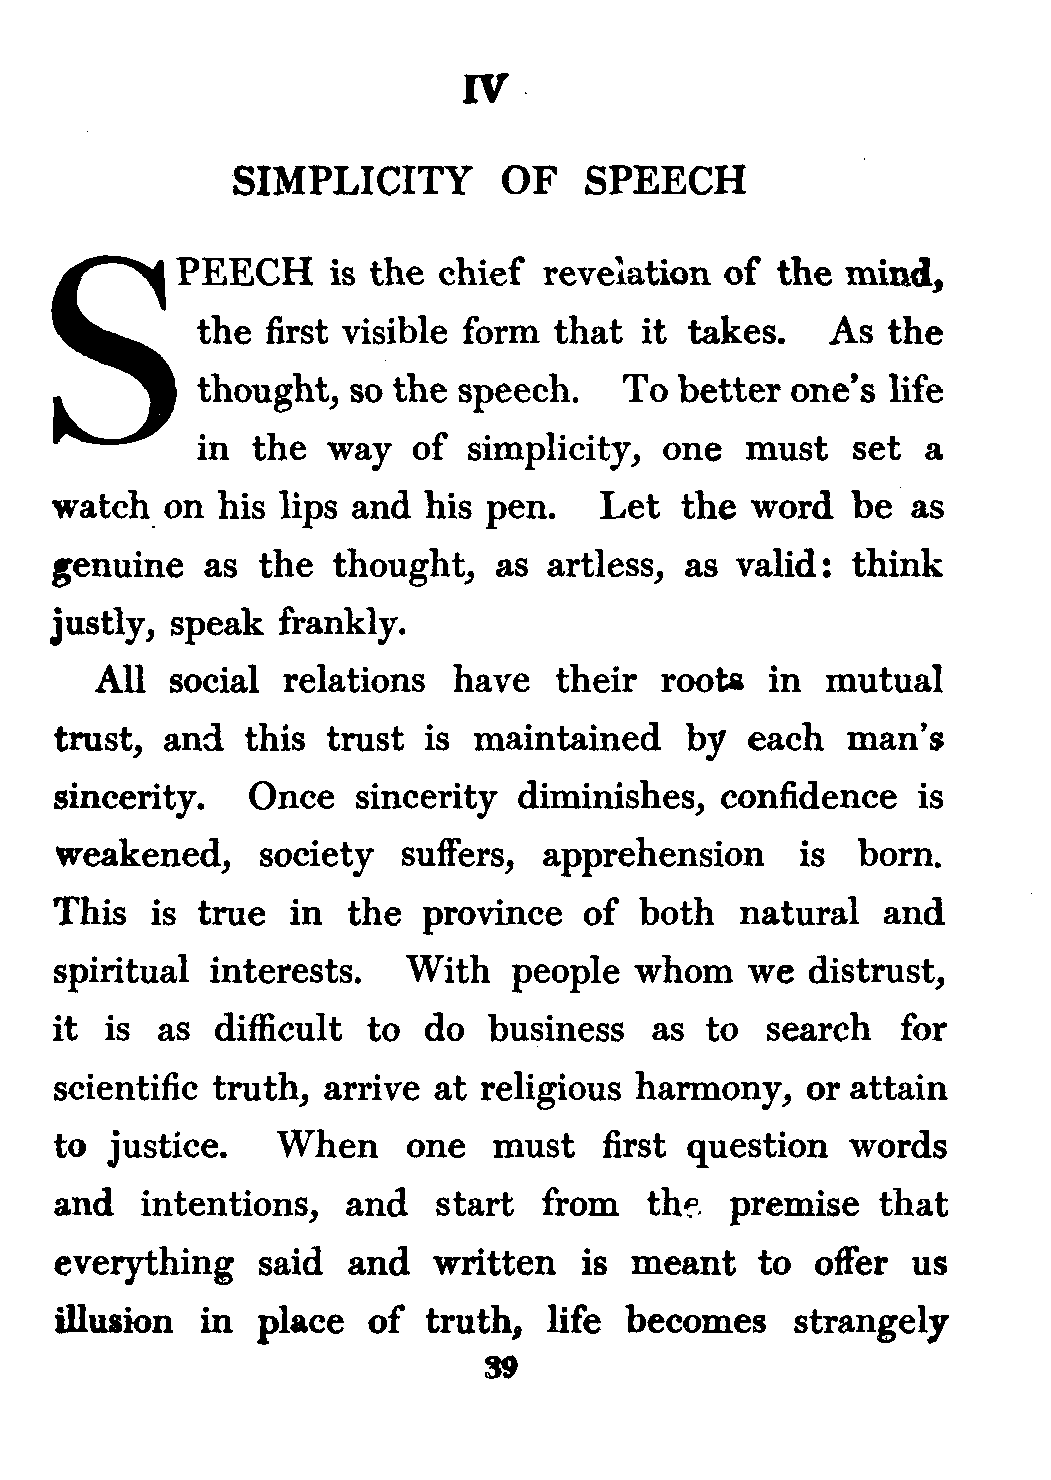 IV
SIMPLICITY OF SPEECH
SPEECH is the chief revelation of the mind,
the first visible form that it takes. As the
thought, so the speech. To better one's life
in the way of simplicity, one must set a
watch on his lips and his pen. Let the word be as
genuine as the thought, as artless, as valid: think
justly, speak frankly.
All social relations have their roots in mutual
trust, and this trust is maintained by each man's
sincerity. Once sincerity diminishes, confidence is
weakened, society suffers, apprehension is born.
This is true in the province of both natural and
spiritual interests. With people whom we distrust,
it is as difficult to do business as to search for
scientific truth, arrive at religious harmony, or attain
to justice. When one must first question words
and intentions, and start from the premise that
everything said and written is meant to offer us
illusion in place of truth, life becomes strangely
39